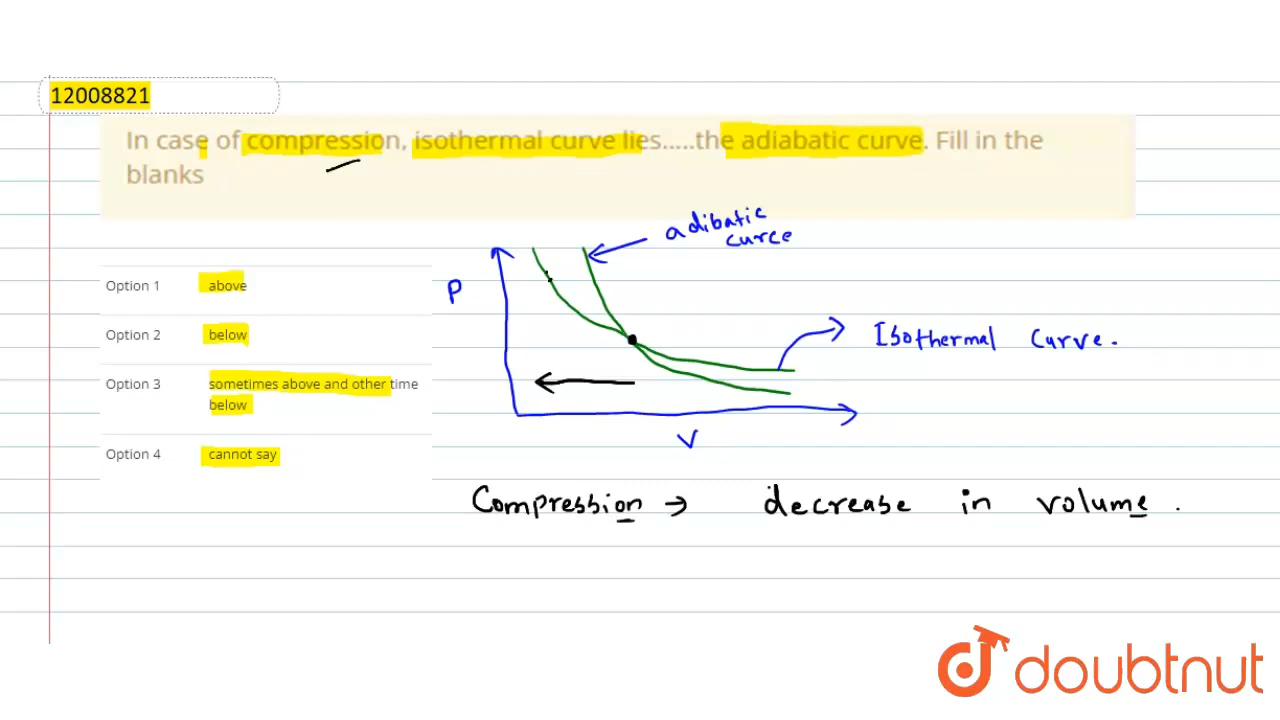 12008821
In case of compression, isothermal curve lies.....the adiabatic curve. Fill in the
blanks
Option 1 above
Option 2 below
Option 3 sometimes above and other time
below
Option 4 cannot say
adibatic
curce
P
Isothermal Curve.
V
Compression → decrease in volume.
doubtnut